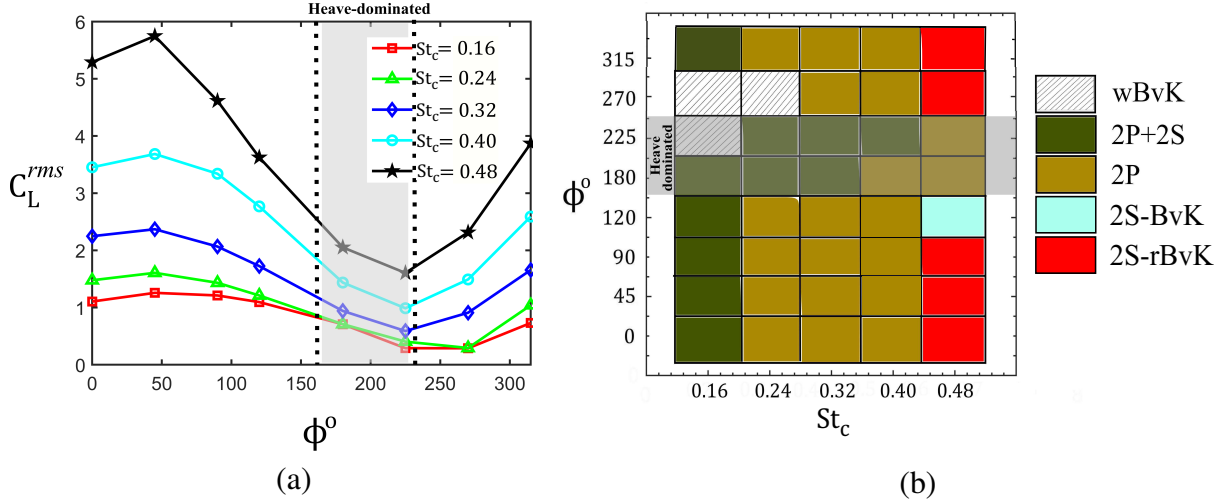 Heave-dominated
6
5
4
3
2
1
0
C_L^rms
St_c= 0.16
St_c= 0.24
St_c= 0.32
St_c= 0.40
St_c= 0.48
0 50 100 150 200 250 300
ϕ°
(a)
315
270
225
180
120
90
45
0
ϕ°
Heave
dominated
0.16 0.24 0.32 0.40 0.48
St_c
wBvK
2P+2S
2P
2S-BvK
2S-rBvK
(b)